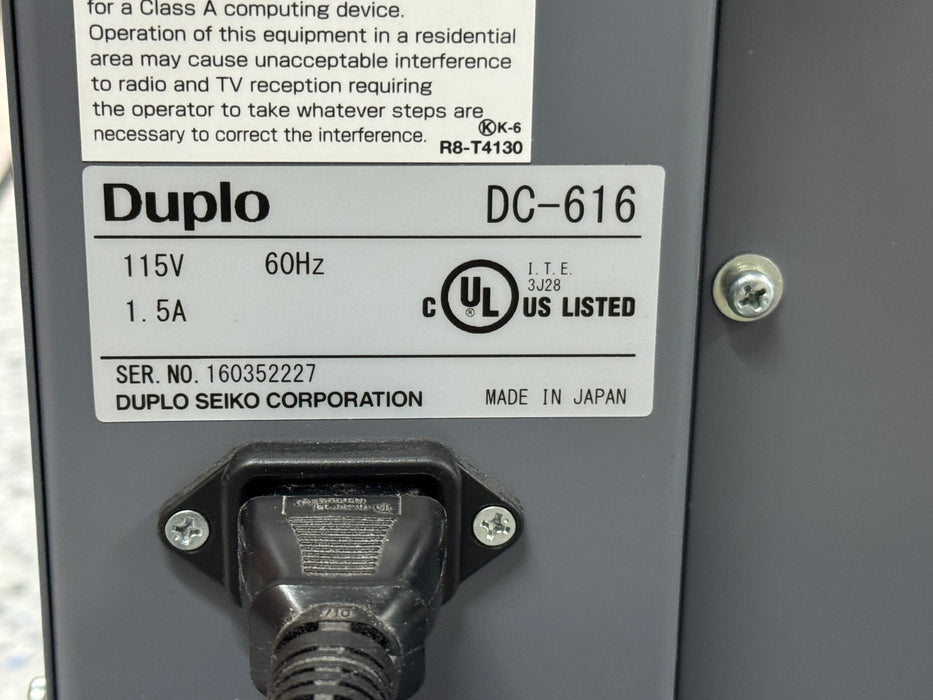 for a Class A computing device.
Operation of this equipment in a residential
area may cause unacceptable interference
to radio and TV reception requiring
the operator to take whatever steps are
necessary to correct the interference.
Ⓚ K-6
R8-T4130
Duplo DC-616
115V 60Hz
1.5A
C UL ® US LISTED
I.T.E.
3J28
SER. NO. 160352227
DUPLO SEIKO CORPORATION MADE IN JAPAN